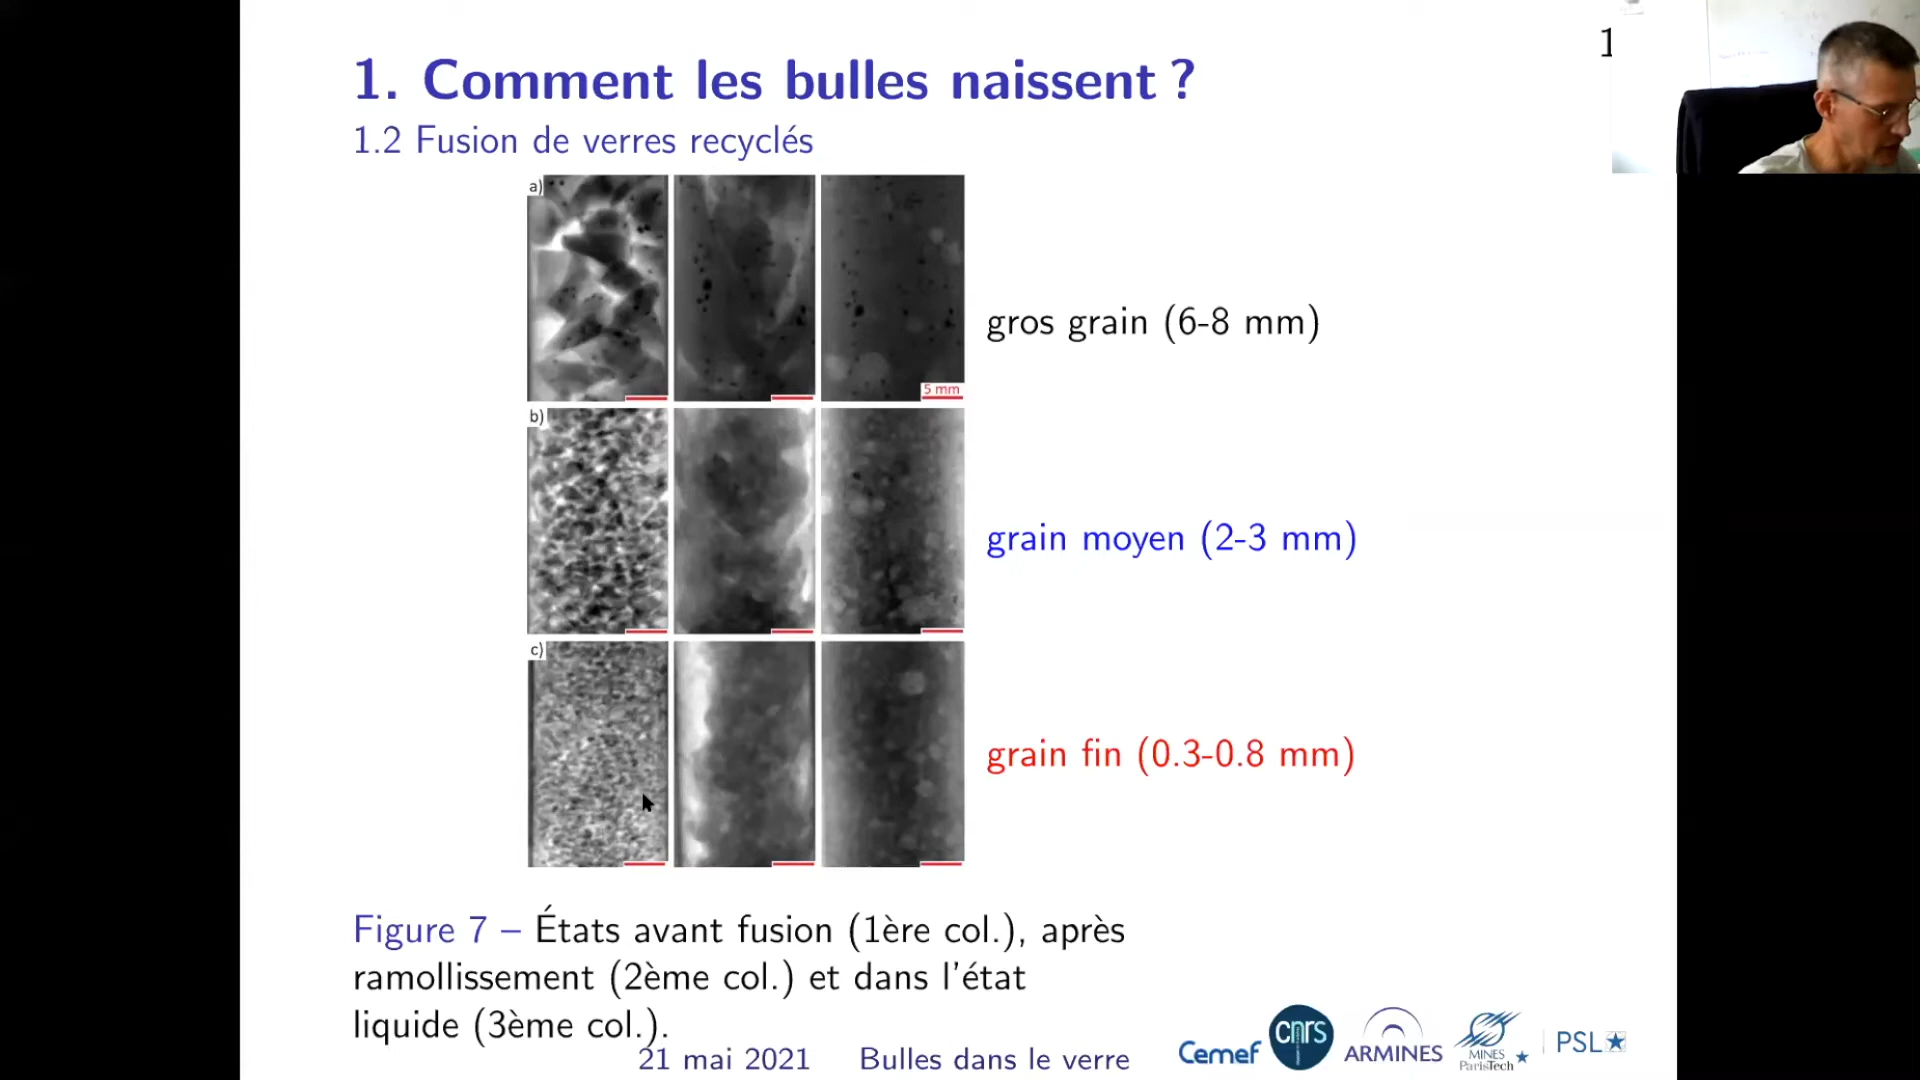 1
1. Comment les bulles naissent ?
1.2 Fusion de verres recyclés
a)
5 mm
gros grain (6-8 mm)
b)
grain moyen (2-3 mm)
c)
grain fin (0.3-0.8 mm)
Figure 7 – États avant fusion (1ère col.), après
ramollissement (2ème col.) et dans l'état
liquide (3ème col.).
21 mai 2021 Bulles dans le verre
Cemef
cnrs
ARMINES
MINES
ParisTech
PSL